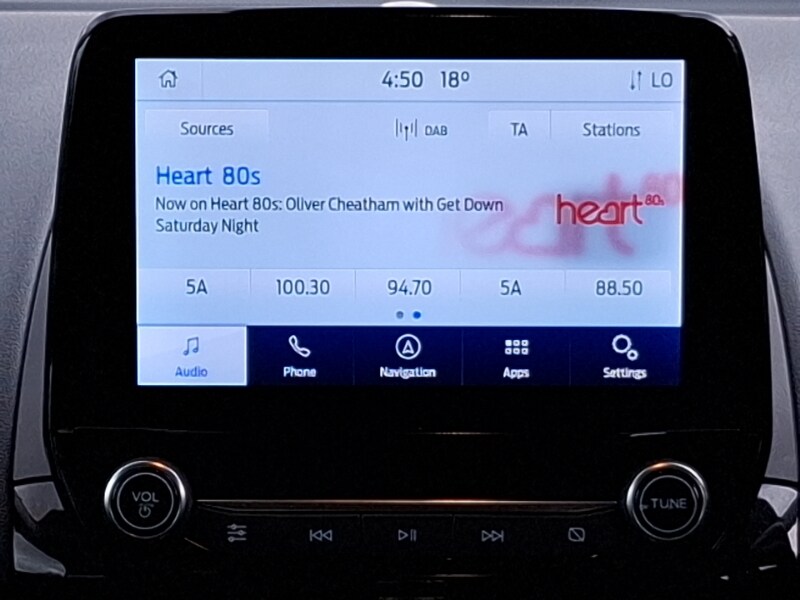 4:50 18° LO
Sources DAB TA Stations
Heart 80s
Now on Heart 80s: Oliver Cheatham with Get Down
Saturday Night
heart 80s
5A 100.30 94.70 5A 88.50
Audio Phone Navigation Apps Settings
VOL TUNE